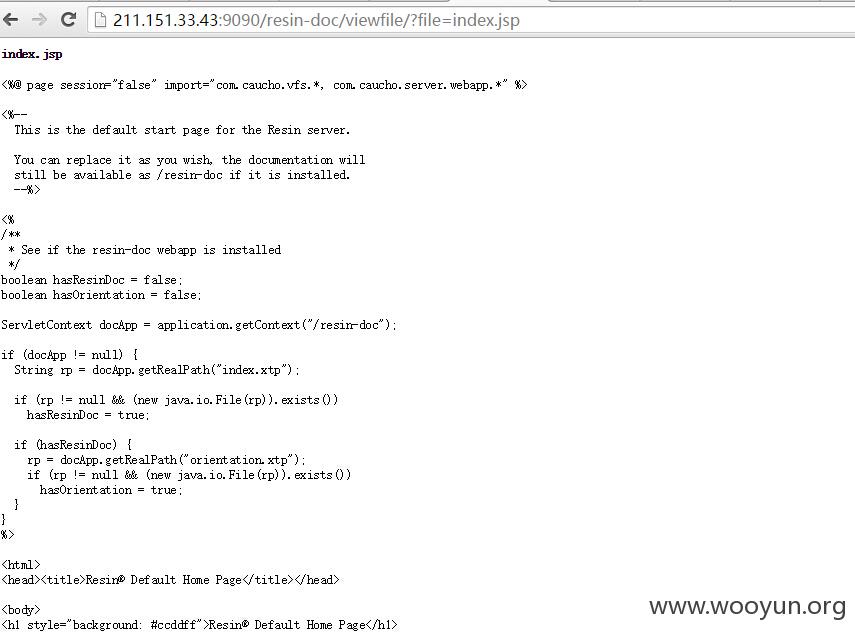 211.151.33.43:9090/resin-doc/viewfile/?file=index.jsp
index.jsp
<%@ page session="false" import="com.caucho.vfs.*, com.caucho.server.webapp.*" %>
<%--
This is the default start page for the Resin server.
You can replace it as you wish, the documentation will
still be available as /resin-doc if it is installed.
--%>
<%
/**
* See if the resin-doc webapp is installed
*/
boolean hasResinDoc = false;
boolean hasOrientation = false;
ServletContext docApp = application.getContext("/resin-doc");
if (docApp != null) {
String rp = docApp.getRealPath("index.xtp");
if (rp != null && (new java.io.File(rp)).exists())
hasResinDoc = true;
if (hasResinDoc) {
rp = docApp.getRealPath("orientation.xtp");
if (rp != null && (new java.io.File(rp)).exists())
hasOrientation = true;
}
}
%>
<html>
<head><title>Resin® Default Home Page</title></head>
<body>
<h1 style="background: #ccddff">Resin® Default Home Page</h1>
www.wooyun.org